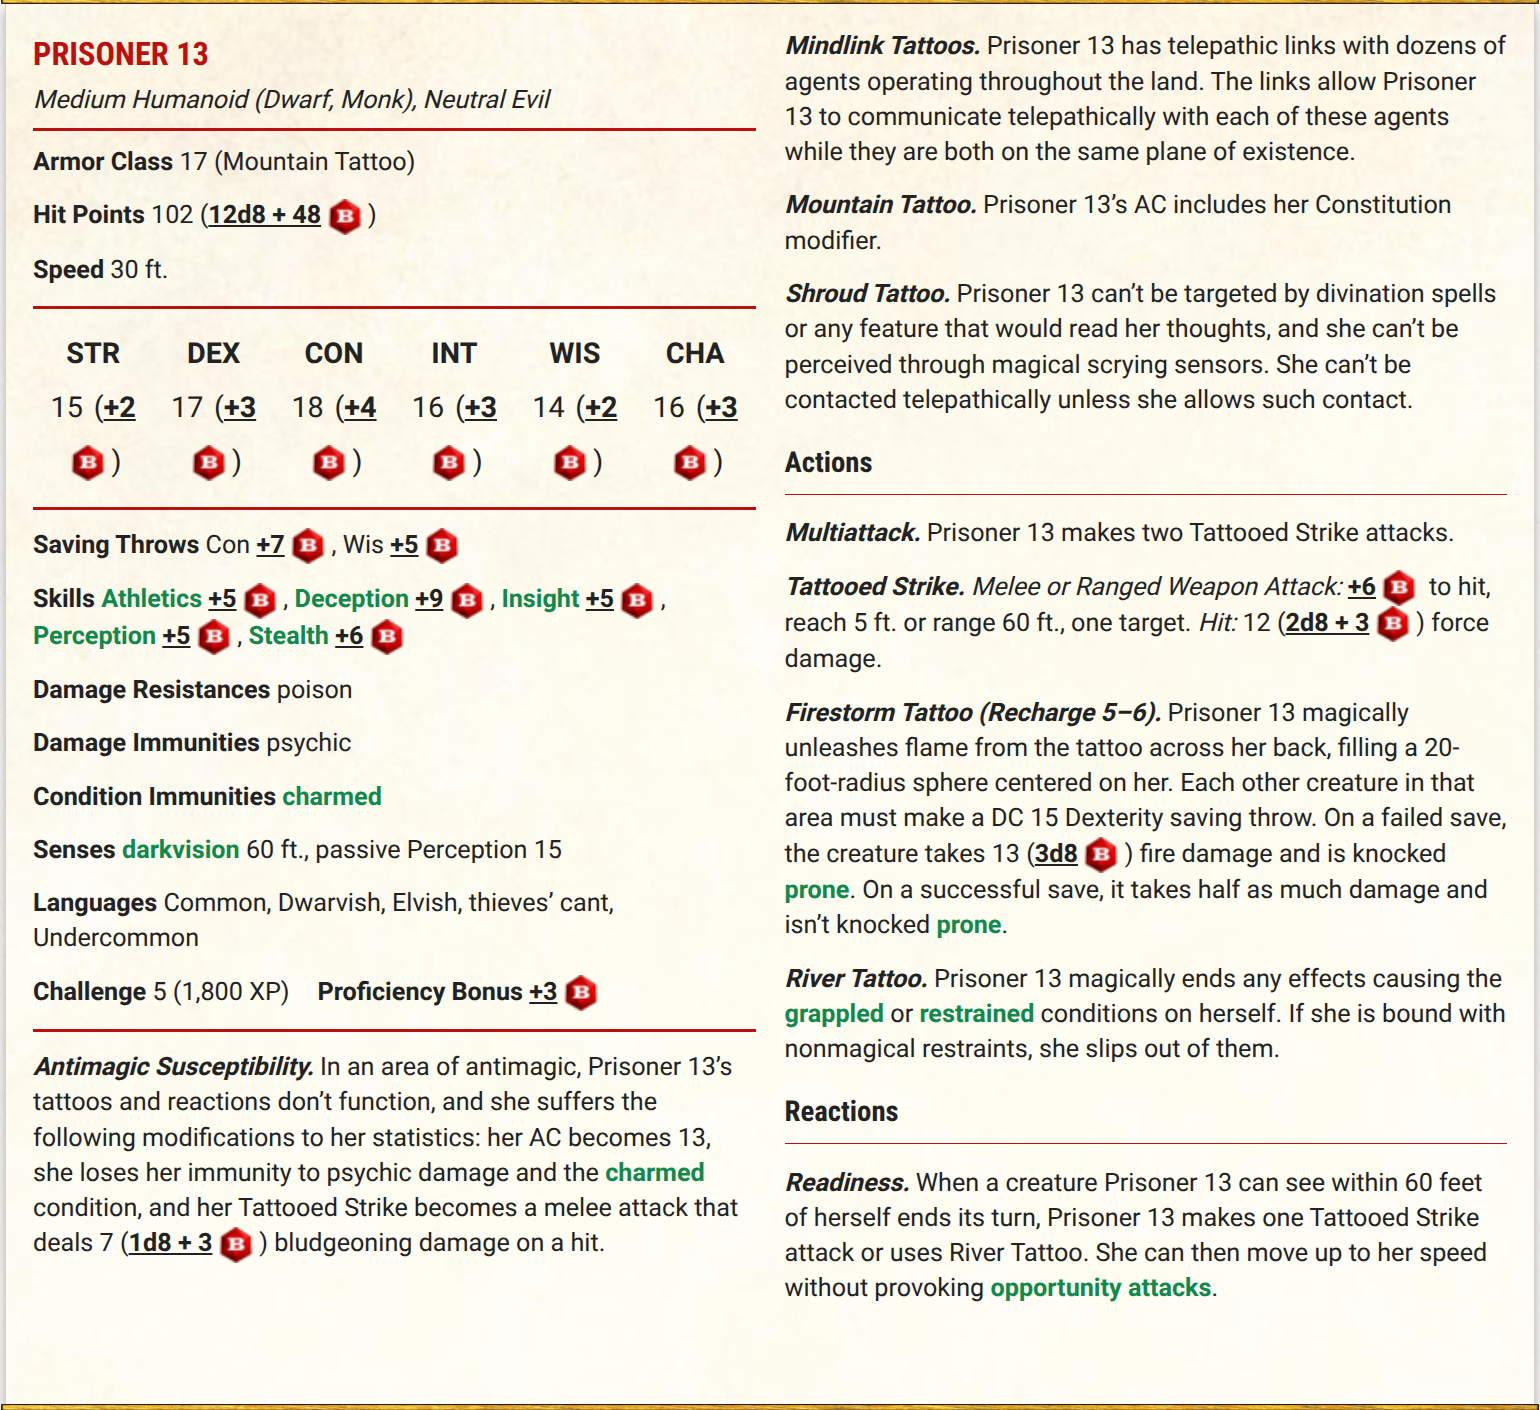 PRISONER 13
Medium Humanoid (Dwarf, Monk), Neutral Evil
Armor Class 17 (Mountain Tattoo)
Hit Points 102 (12d8 + 48 B )
Speed 30 ft.
STR DEX CON INT WIS CHA
15 (+2 17 (+3 18 (+4 16 (+3 14 (+2 16 (+3
B ) B ) B ) B ) B ) B )
Saving Throws Con +7 B , Wis +5 B
Skills Athletics +5 B , Deception +9 B , Insight +5 B ,
Perception +5 B , Stealth +6 B
Damage Resistances poison
Damage Immunities psychic
Condition Immunities charmed
Senses darkvision 60 ft., passive Perception 15
Languages Common, Dwarvish, Elvish, thieves’ cant,
Undercommon
Challenge 5 (1,800 XP) Proficiency Bonus +3 B
Antimagic Susceptibility. In an area of antimagic, Prisoner 13’s
tattoos and reactions don’t function, and she suffers the
following modifications to her statistics: her AC becomes 13,
she loses her immunity to psychic damage and the charmed
condition, and her Tattooed Strike becomes a melee attack that
deals 7 (1d8 + 3 B ) bludgeoning damage on a hit.
Mindlink Tattoos. Prisoner 13 has telepathic links with dozens of
agents operating throughout the land. The links allow Prisoner
13 to communicate telepathically with each of these agents
while they are both on the same plane of existence.
Mountain Tattoo. Prisoner 13’s AC includes her Constitution
modifier.
Shroud Tattoo. Prisoner 13 can’t be targeted by divination spells
or any feature that would read her thoughts, and she can’t be
perceived through magical scrying sensors. She can’t be
contacted telepathically unless she allows such contact.
Actions
Multiattack. Prisoner 13 makes two Tattooed Strike attacks.
Tattooed Strike. Melee or Ranged Weapon Attack: +6 B to hit,
reach 5 ft. or range 60 ft., one target. Hit: 12 (2d8 + 3 B ) force
damage.
Firestorm Tattoo (Recharge 5–6). Prisoner 13 magically
unleashes flame from the tattoo across her back, filling a 20-
foot-radius sphere centered on her. Each other creature in that
area must make a DC 15 Dexterity saving throw. On a failed save,
the creature takes 13 (3d8 B ) fire damage and is knocked
prone. On a successful save, it takes half as much damage and
isn’t knocked prone.
River Tattoo. Prisoner 13 magically ends any effects causing the
grappled or restrained conditions on herself. If she is bound with
nonmagical restraints, she slips out of them.
Reactions
Readiness. When a creature Prisoner 13 can see within 60 feet
of herself ends its turn, Prisoner 13 makes one Tattooed Strike
attack or uses River Tattoo. She can then move up to her speed
without provoking opportunity attacks.